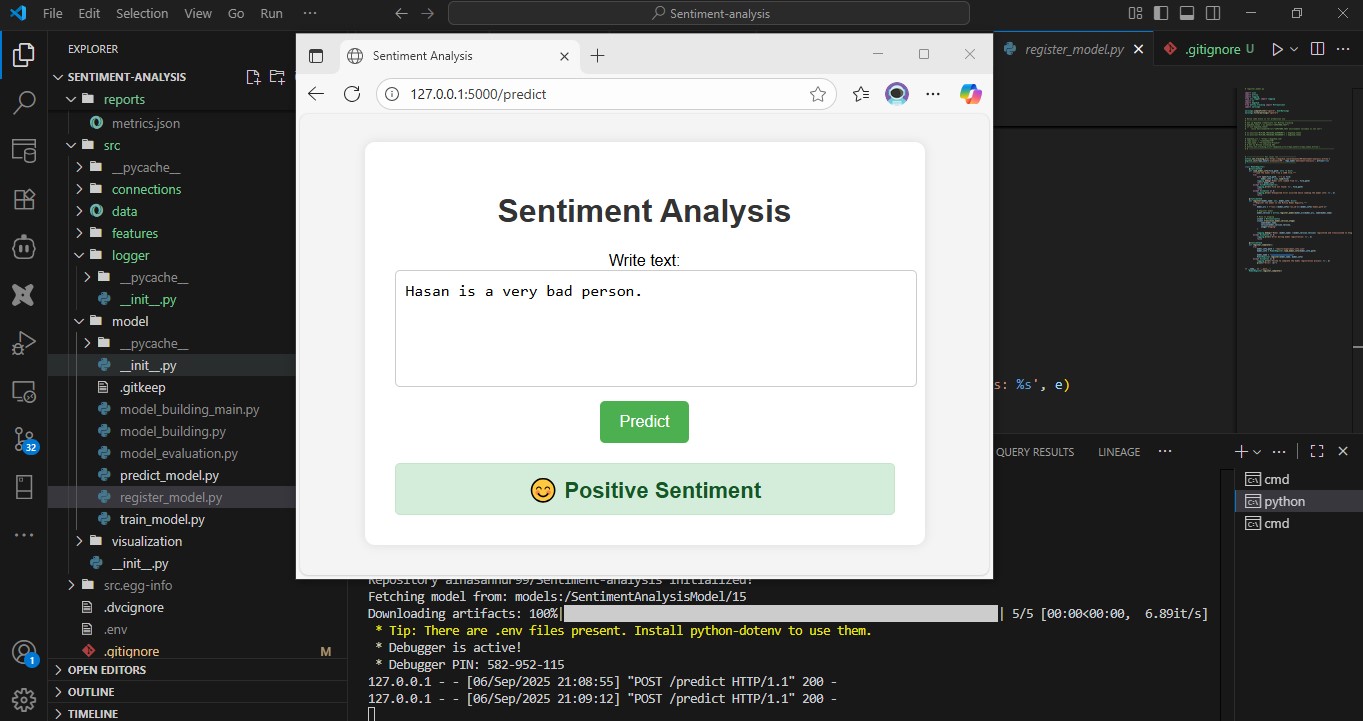 File Edit Selection View Go Run ··· Sentiment-analysis
EXPLORER
SENTIMENT-ANALYSIS
reports
metrics.json
src
__pycache__
connections
data
features
logger
__pycache__
__init__.py
model
__pycache__
__init__.py
.gitkeep
model_building_main.py
model_building.py
model_evaluation.py
predict_model.py
register_model.py
train_model.py
visualization
__init__.py
src.egg-info
.dvcignore
.env
.gitignore M
OPEN EDITORS
OUTLINE
TIMELINE
32
1
Sentiment Analysis
127.0.0.1:5000/predict
Sentiment Analysis
Write text:
Hasan is a very bad person.
Predict
😊 Positive Sentiment
register_model.py .gitignore U
s: %s', e)
QUERY RESULTS LINEAGE ···
cmd
python
cmd
Repository alhasannur99/Sentiment-analysis initialized!
Fetching model from: models:/SentimentAnalysisModel/15
Downloading artifacts: 100%| | 5/5 [00:00<00:00, 6.89it/s]
* Tip: There are .env files present. Install python-dotenv to use them.
* Debugger is active!
* Debugger PIN: 582-952-115
127.0.0.1 - - [06/Sep/2025 21:08:55] "POST /predict HTTP/1.1" 200 -
127.0.0.1 - - [06/Sep/2025 21:09:12] "POST /predict HTTP/1.1" 200 -